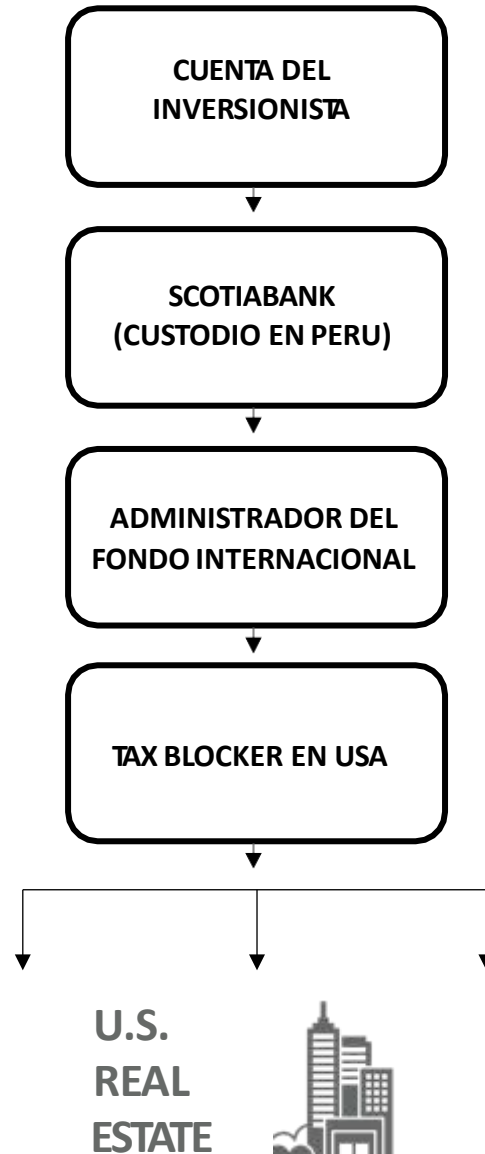 CUENTA DEL
INVERSIONISTA
SCOTIABANK
(CUSTODIO EN PERU)
ADMINISTRADOR DEL
FONDO INTERNACIONAL
TAX BLOCKER EN USA
U.S.
REAL
ESTATE